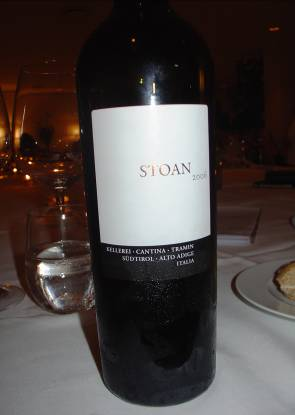 STOAN
2006
KELLEREI · CANTINA · TRAMIN
SÜDTIROL · ALTO ADIGE
ITALIA